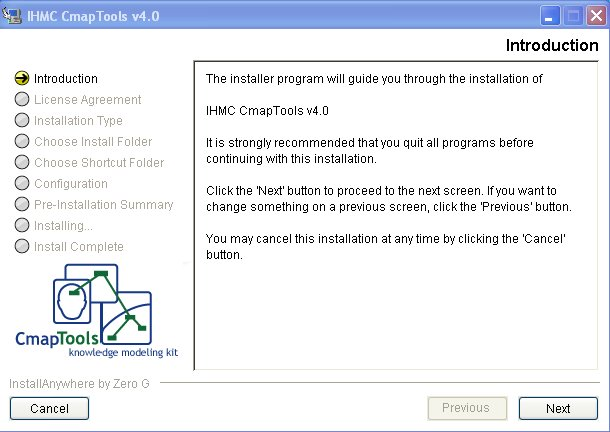 IHMC CmapTools v4.0
Introduction
Introduction
License Agreement
Installation Type
Choose Install Folder
Choose Shortcut Folder
Configuration
Pre-Installation Summary
Installing...
Install Complete
The installer program will guide you through the installation of
IHMC CmapTools v4.0
It is strongly recommended that you quit all programs before
continuing with this installation.
Click the 'Next' button to proceed to the next screen. If you want to
change something on a previous screen, click the 'Previous' button.
You may cancel this installation at any time by clicking the 'Cancel'
button.
CmapTools
knowledge modeling kit
InstallAnywhere by Zero G
Cancel
Previous
Next